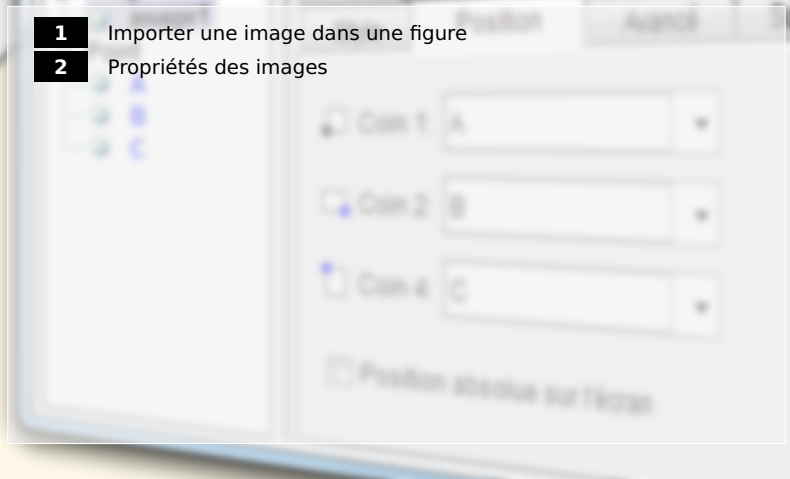 1 Importer une image dans une figure
2 Propriétés des images
Position
Avancé
A
B
C
Coin 1: A
Coin 2: B
Coin 4: C
Position absolue sur l'écran